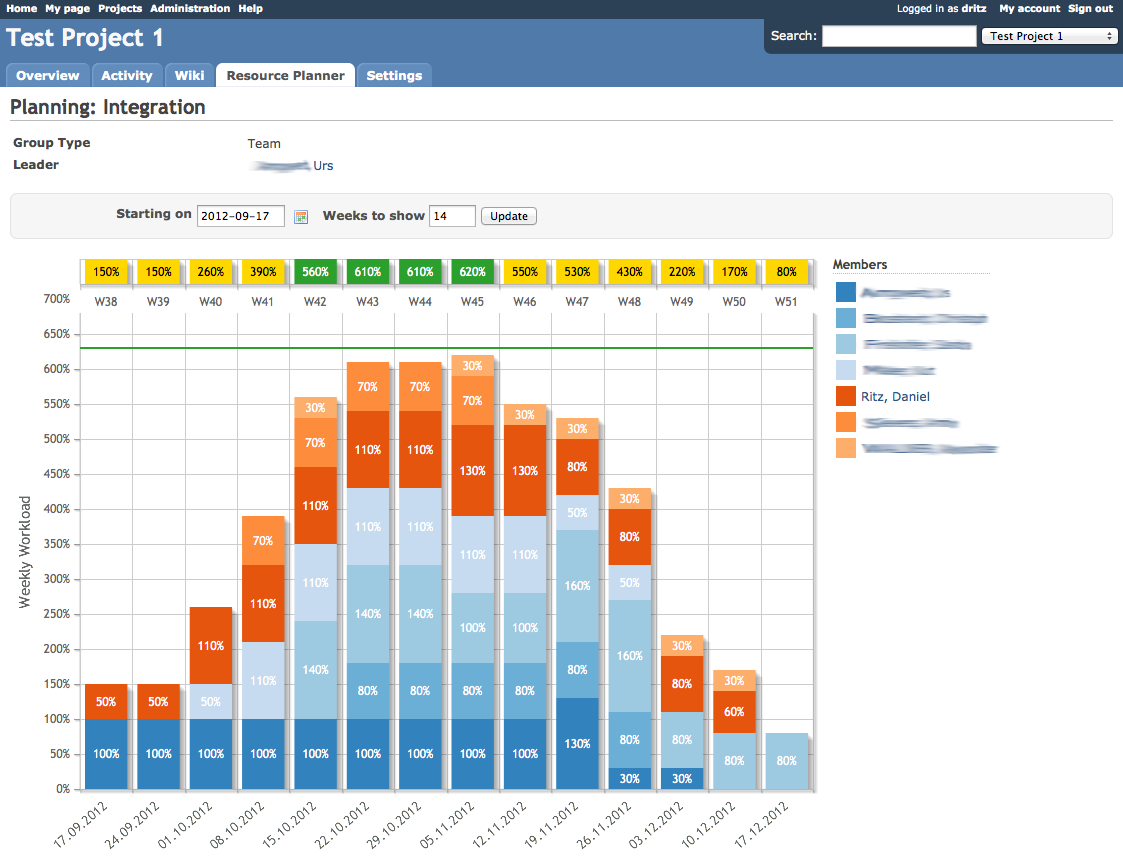 Home My page Projects Administration Help Logged in as dritz My account Sign out
Test Project 1
Search: Test Project 1
Overview Activity Wiki Resource Planner Settings
Planning: Integration
Group Type Team
Leader Urs
Starting on 2012-09-17 Weeks to show 14 Update
150% 150% 260% 390% 560% 610% 610% 620% 550% 530% 430% 220% 170% 80%
Members
W38 W39 W40 W41 W42 W43 W44 W45 W46 W47 W48 W49 W50 W51
Ritz, Daniel
Weekly Workload
700%
650%
600%
550%
500%
450%
400%
350%
300%
250%
200%
150%
100%
50%
0%
50% 100%
50% 100%
110% 50% 100%
70% 110% 110% 100%
30% 70% 110% 110% 140% 100%
70% 110% 110% 140% 80% 100%
70% 110% 110% 140% 80% 100%
30% 70% 130% 110% 100% 80% 100%
30% 130% 110% 100% 80% 100%
30% 80% 50% 160% 80% 130%
30% 80% 50% 160% 80% 30%
30% 80% 80% 30%
30% 60% 80%
80%
17.09.2012 24.09.2012 01.10.2012 08.10.2012 15.10.2012 22.10.2012 29.10.2012 05.11.2012 12.11.2012 19.11.2012 26.11.2012 03.12.2012 10.12.2012 17.12.2012